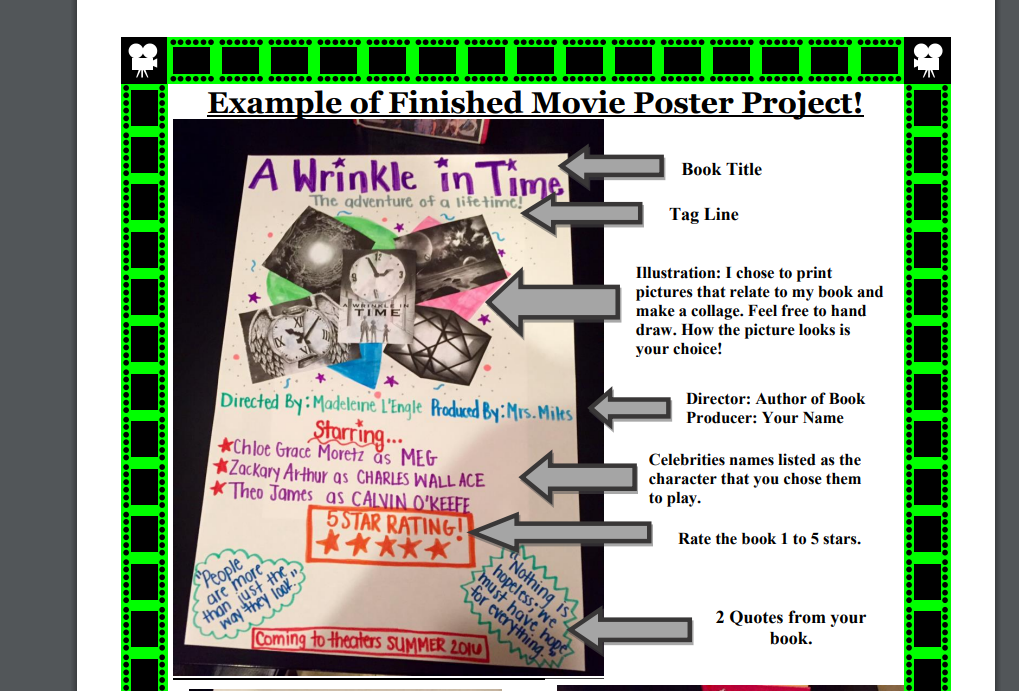 Example of Finished Movie Poster Project!
A Wrinkle in Time
The adventure of a lifetime!
A WRINKLE IN
TIME
Directed By: Madeleine L'Engle Produced By: Mrs. Miles
Starring...
Chloe Grace Moretz as MEG
Zackary Arthur as CHARLES WALLACE
Theo James as CALVIN O'KEEFE
5 STAR RATING!
"People
are more
than just the
way they look."
"Nothing is
hopeless; we
must have hope
for everything."
Coming to theaters SUMMER 2016
Book Title
Tag Line
Illustration: I chose to print
pictures that relate to my book and
make a collage. Feel free to hand
draw. How the picture looks is
your choice!
Director: Author of Book
Producer: Your Name
Celebrities names listed as the
character that you chose them
to play.
Rate the book 1 to 5 stars.
2 Quotes from your
book.